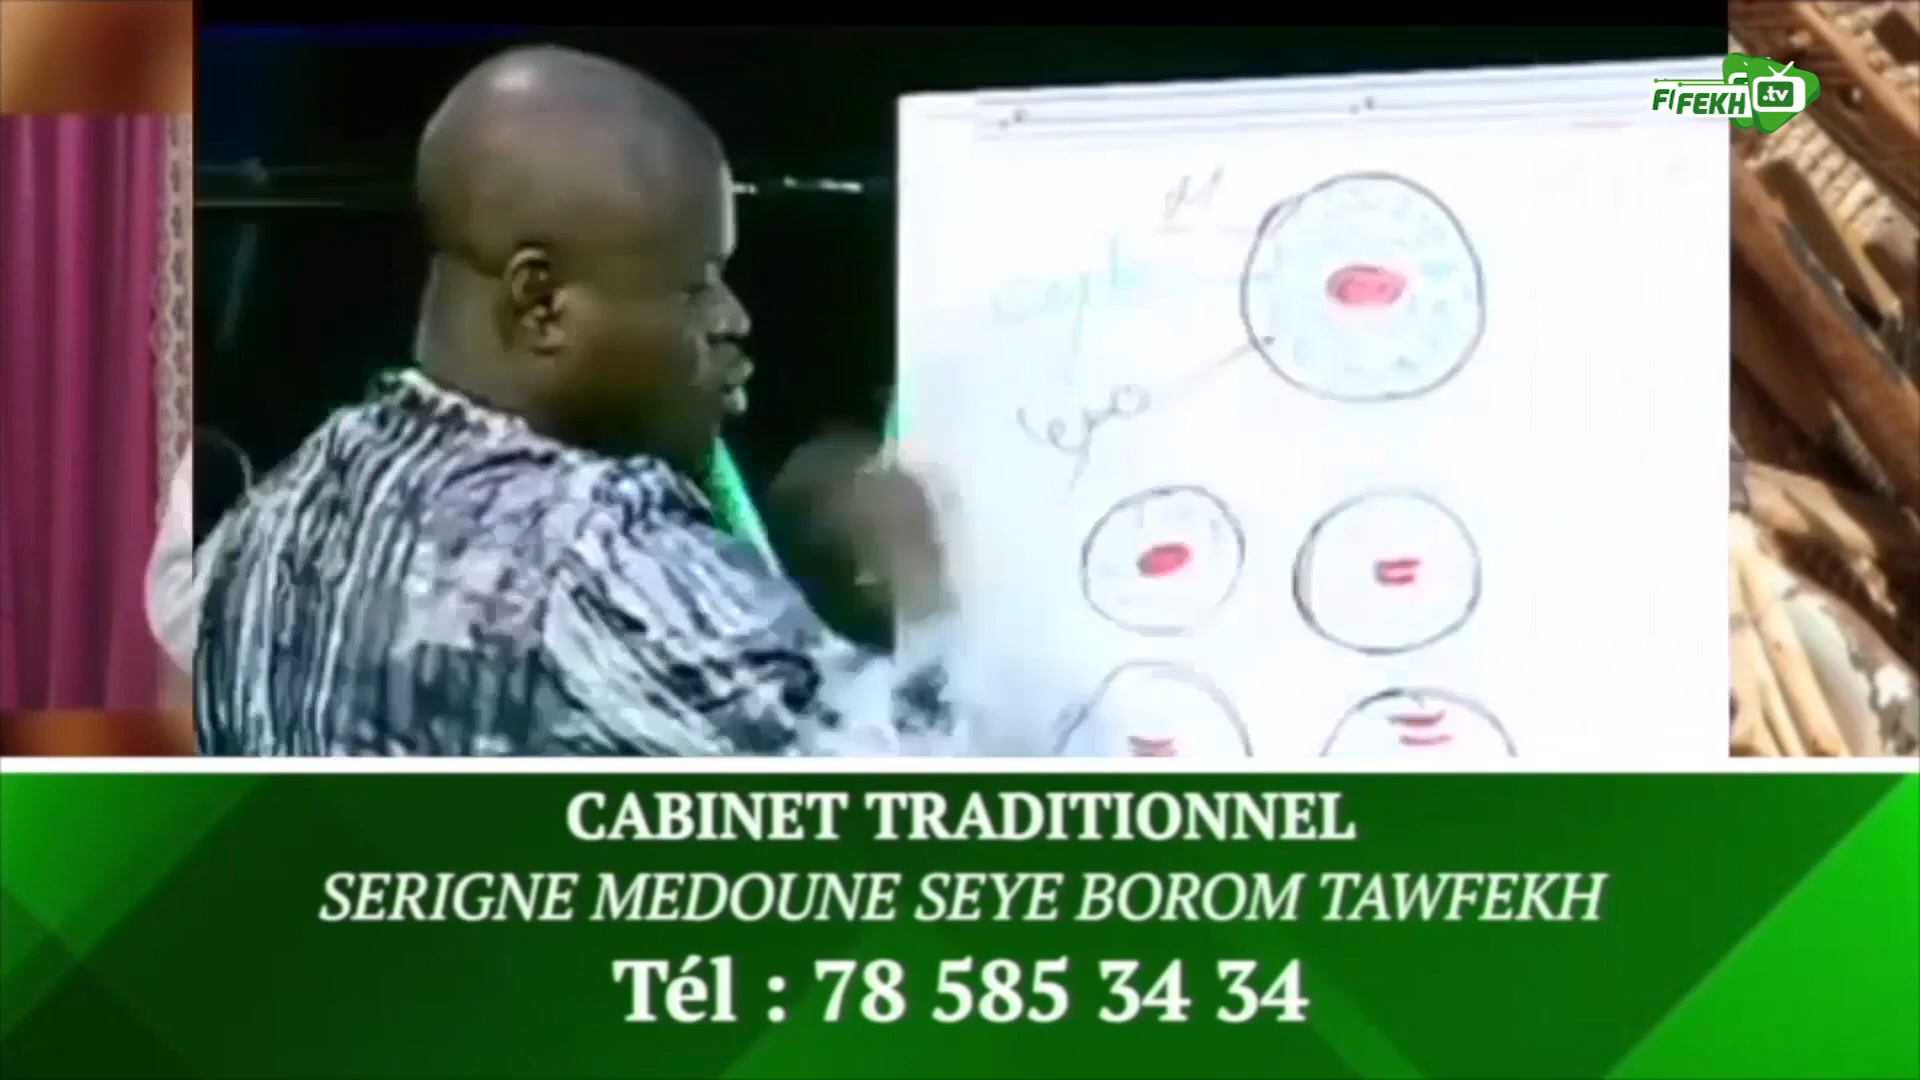 FIFEKH .tv
CABINET TRADITIONNEL
SERIGNE MEDOUNE SEYE BOROM TAWFEKH
Tél : 78 585 34 34